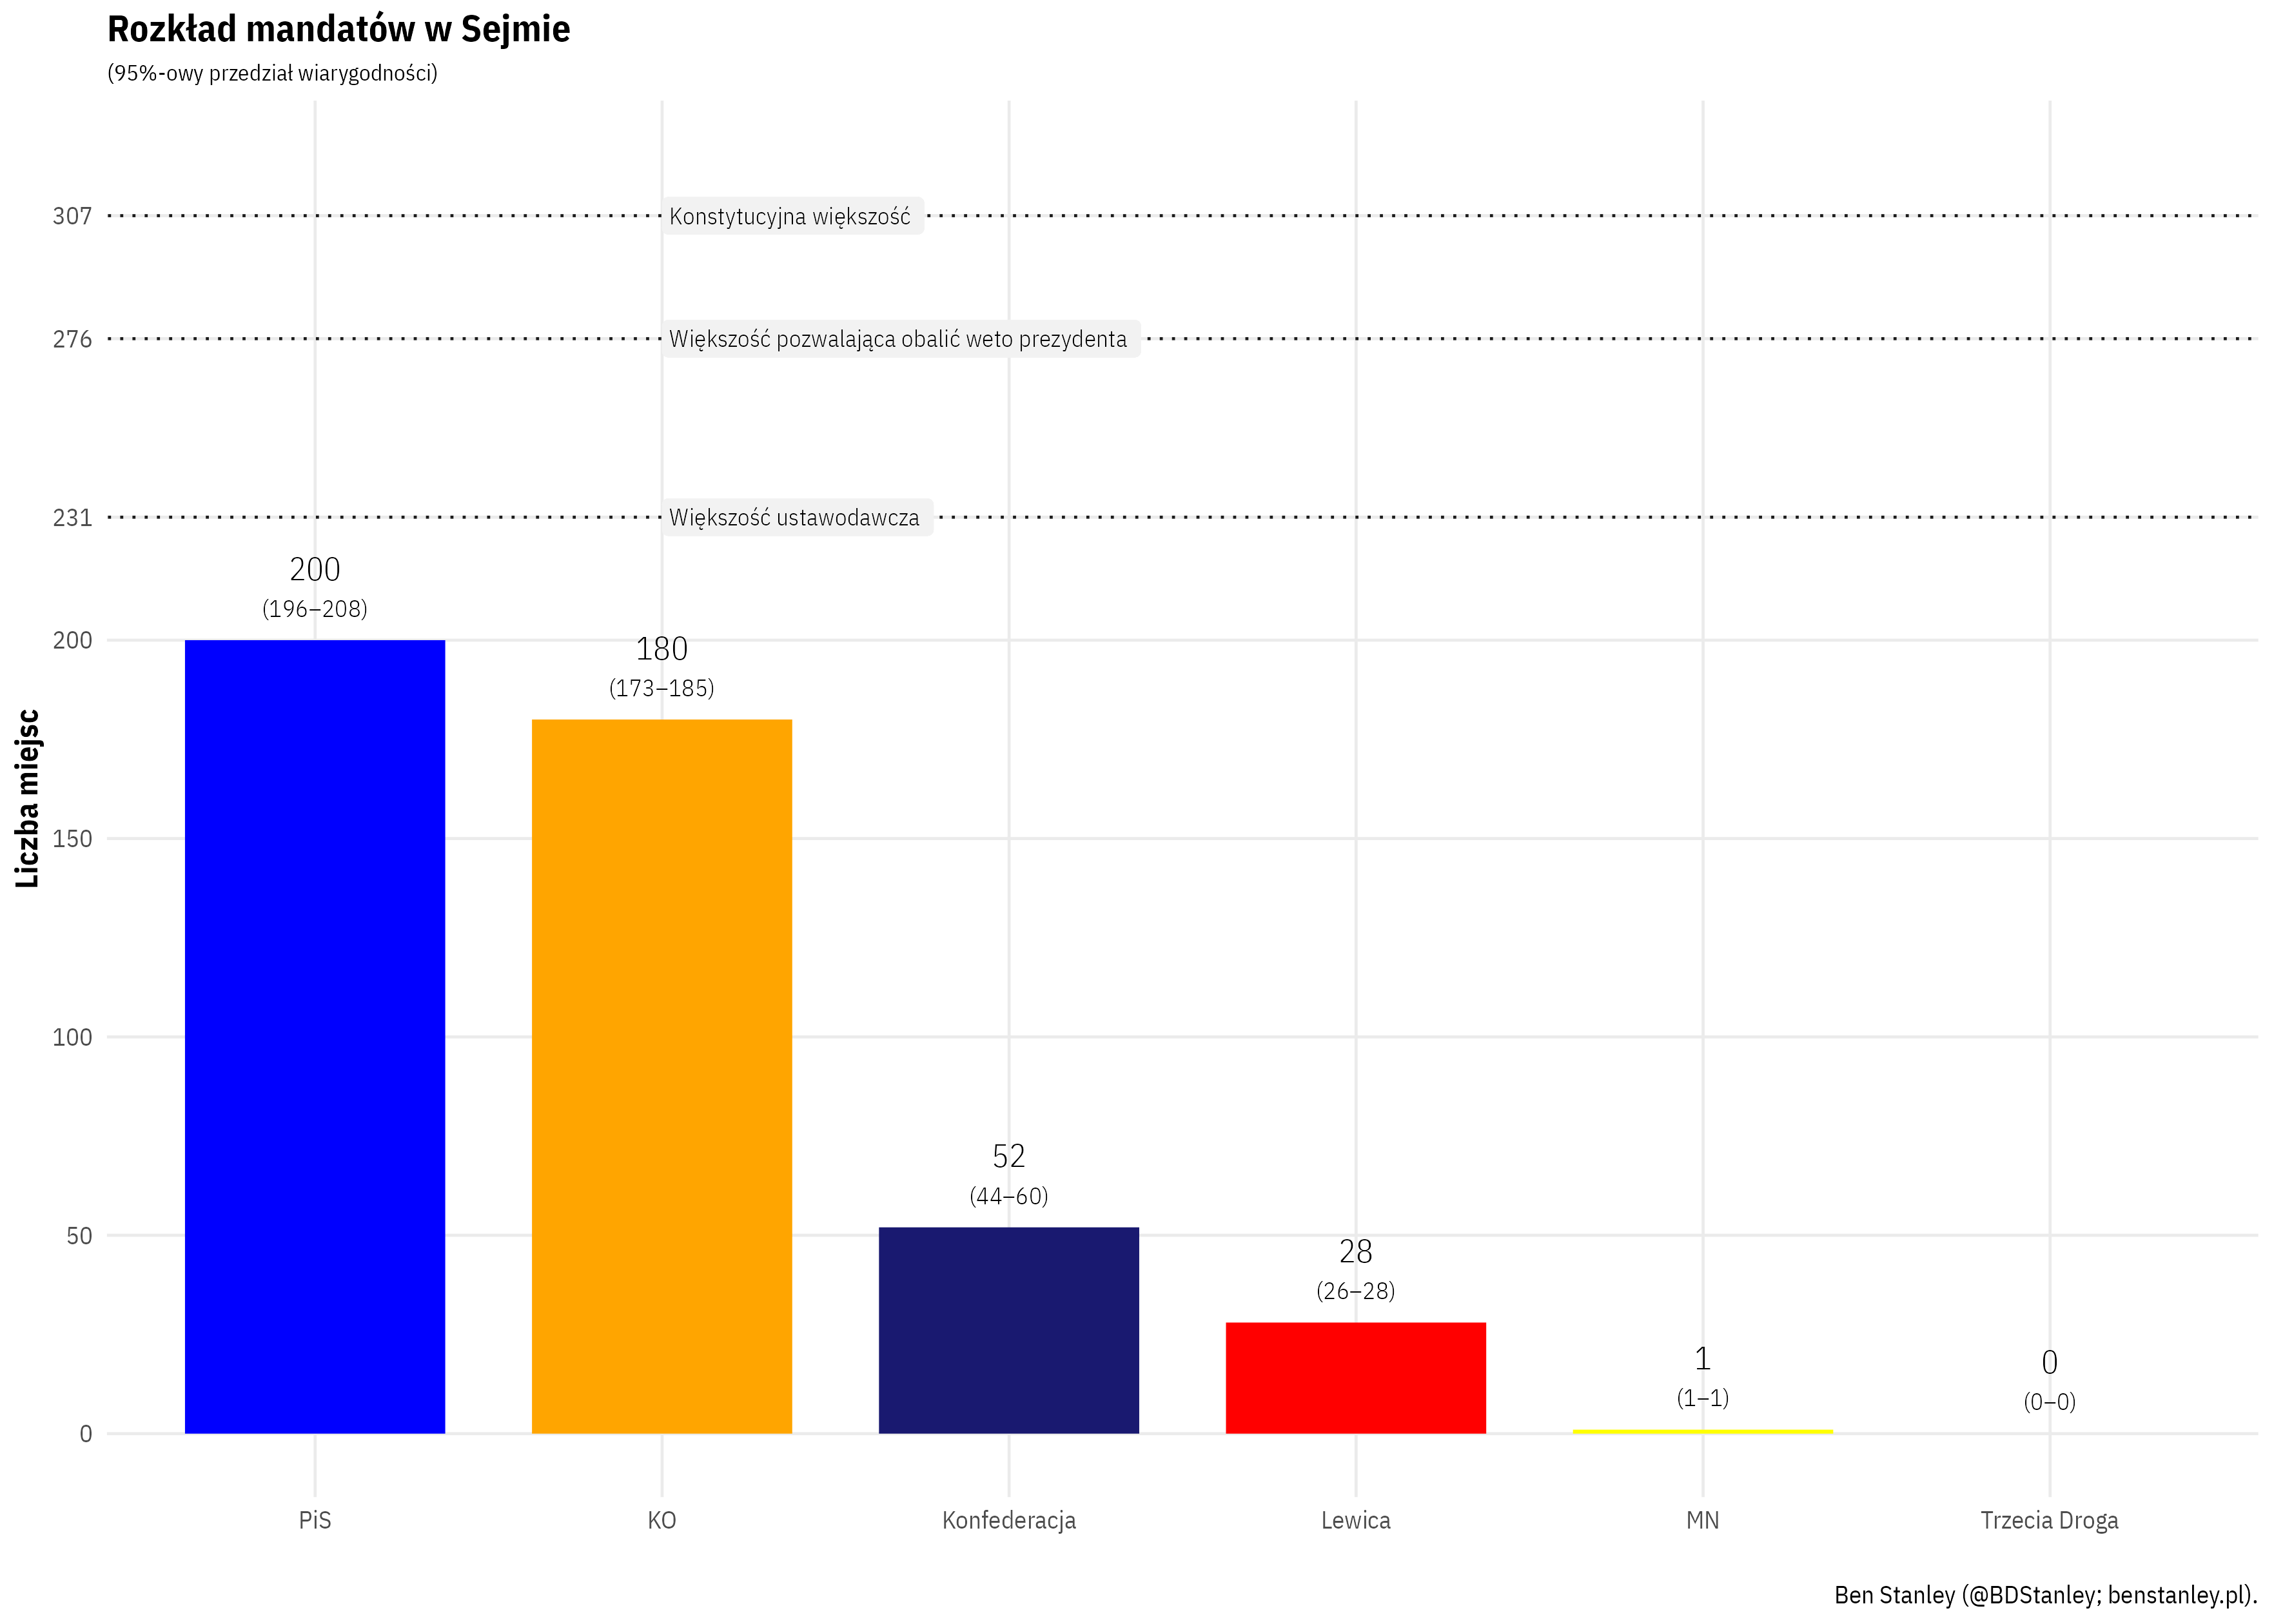 Rozkład mandatów w Sejmie
(95%-owy przedział wiarygodności)
Liczba miejsc
307
Konstytucyjna większość
276
Większość pozwalająca obalić weto prezydenta
231
Większość ustawodawcza
200
150
100
50
0
200
(196–208)
180
(173–185)
52
(44–60)
28
(26–28)
1
(1–1)
0
(0–0)
PiS
KO
Konfederacja
Lewica
MN
Trzecia Droga
Ben Stanley (@BDStanley; benstanley.pl).